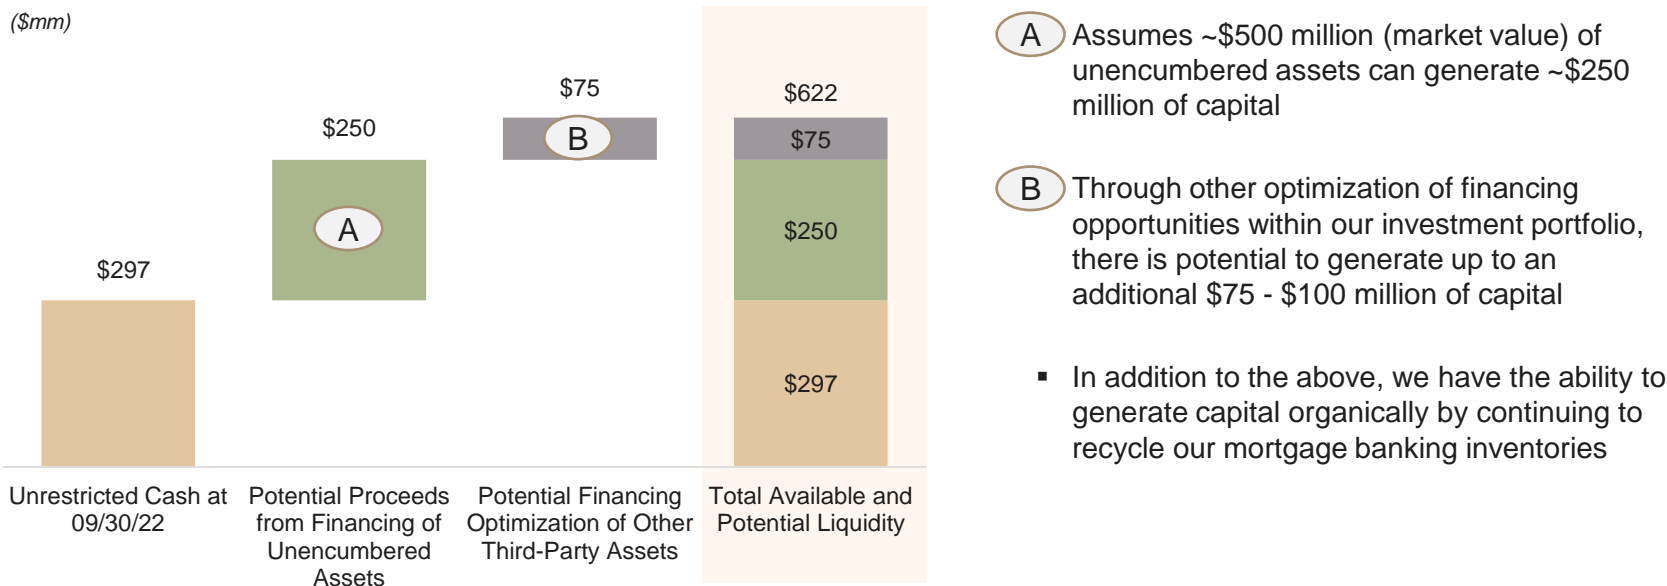 ($mm)
$297
$250
A
$75
B
$622
$75
$250
$297
Unrestricted Cash at
09/30/22
Potential Proceeds
from Financing of
Unencumbered
Assets
Potential Financing
Optimization of Other
Third-Party Assets
Total Available and
Potential Liquidity
A Assumes ~$500 million (market value) of
unencumbered assets can generate ~$250
million of capital
B Through other optimization of financing
opportunities within our investment portfolio,
there is potential to generate up to an
additional $75 - $100 million of capital
▪ In addition to the above, we have the ability to
generate capital organically by continuing to
recycle our mortgage banking inventories